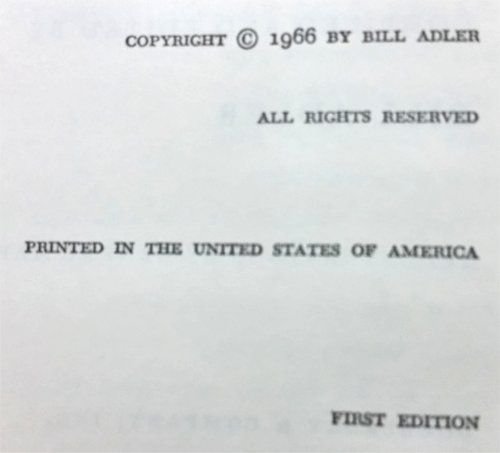 COPYRIGHT © 1966 BY BILL ADLER
ALL RIGHTS RESERVED
PRINTED IN THE UNITED STATES OF AMERICA
FIRST EDITION